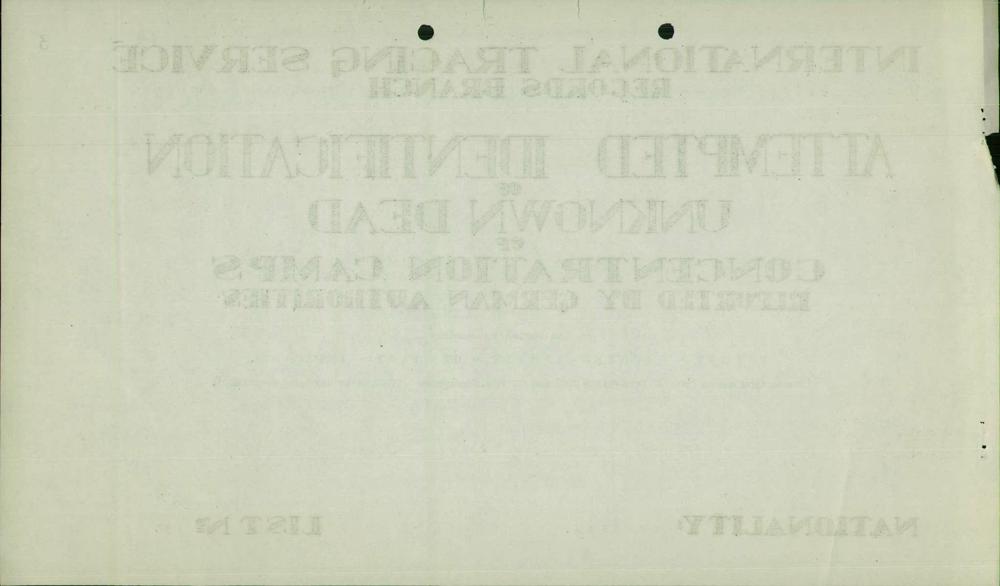 3
INTERNATIONAL TRACING SERVICE
RECORDS BRANCH
ATTEMPTED IDENTIFICATION
OF
UNKNOWN DEAD
OF
CONCENTRATION CAMPS
REPORTED BY GERMAN AUTHORITIES
NATIONALITY LIST Nº